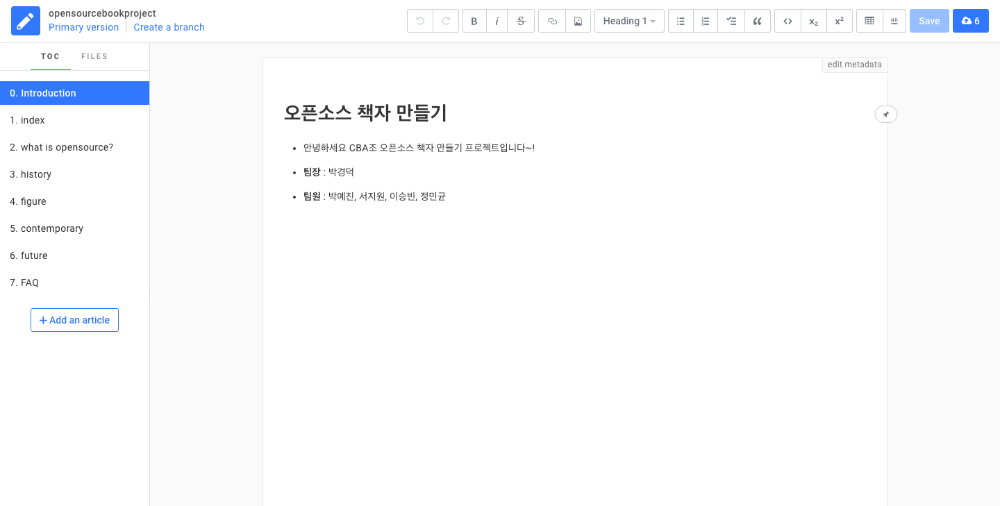 opensourcebookproject
Primary version Create a branch
B i S Heading 1 x₂ x² HR Save 6
TOC FILES
edit metadata
0. Introduction
1. index
2. what is opensource?
3. history
4. figure
5. contemporary
6. future
7. FAQ
+ Add an article
오픈소스 책자 만들기
• 안녕하세요 CBA조 오픈소스 책자 만들기 프로젝트입니다~!
• 팀장 : 박경덕
• 팀원 : 박예진, 서지원, 이승빈, 정민균